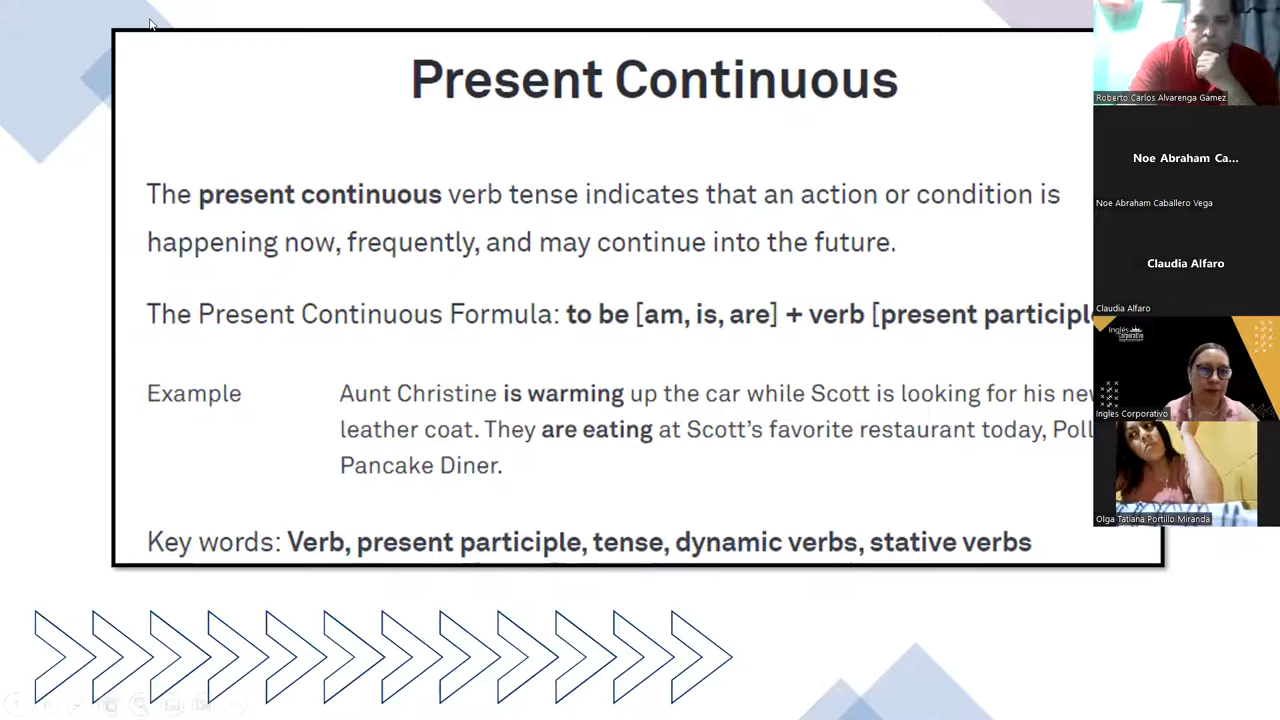 Present Continuous
The present continuous verb tense indicates that an action or condition is
happening now, frequently, and may continue into the future.
The Present Continuous Formula: to be [am, is, are] + verb [present participl
Example
Aunt Christine is warming up the car while Scott is looking for his new
leather coat. They are eating at Scott's favorite restaurant today, Poll
Pancake Diner.
Key words: Verb, present participle, tense, dynamic verbs, stative verbs
Roberto Carlos Alvarenga Gamez
Noe Abraham Ca...
Noe Abraham Caballero Vega
Claudia Alfaro
Claudia Alfaro
Inglés
Corporativo
Ingles Corporativo
Olga Tatiana Portillo Miranda